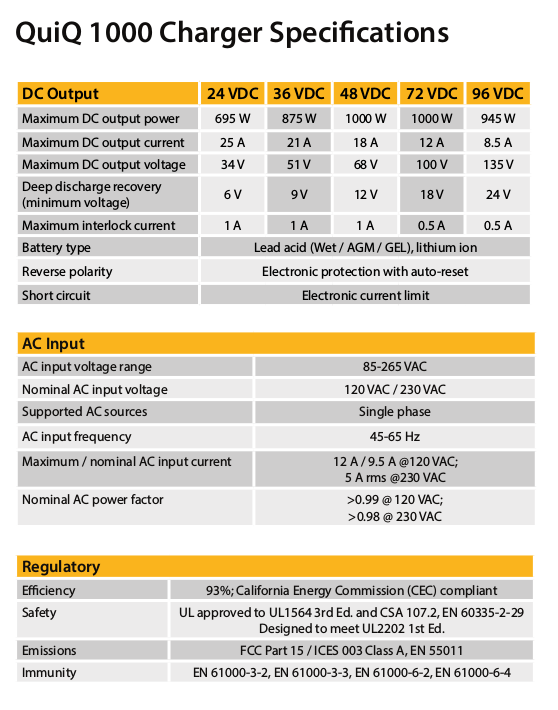 QuiQ 1000 Charger Specifications
DC Output 24 VDC 36 VDC 48 VDC 72 VDC 96 VDC
Maximum DC output power 695 W 875 W 1000 W 1000 W 945 W
Maximum DC output current 25 A 21 A 18 A 12 A 8.5 A
Maximum DC output voltage 34 V 51 V 68 V 100 V 135 V
Deep discharge recovery
(minimum voltage) 6 V 9 V 12 V 18 V 24 V
Maximum interlock current 1 A 1 A 1 A 0.5 A 0.5 A
Battery type Lead acid (Wet / AGM / GEL), lithium ion
Reverse polarity Electronic protection with auto-reset
Short circuit Electronic current limit
AC Input
AC input voltage range 85-265 VAC
Nominal AC input voltage 120 VAC / 230 VAC
Supported AC sources Single phase
AC input frequency 45-65 Hz
Maximum / nominal AC input current 12 A / 9.5 A @120 VAC;
5 A rms @230 VAC
Nominal AC power factor >0.99 @ 120 VAC;
>0.98 @ 230 VAC
Regulatory
Efficiency 93%; California Energy Commission (CEC) compliant
Safety UL approved to UL1564 3rd Ed. and CSA 107.2, EN 60335-2-29
Designed to meet UL2202 1st Ed.
Emissions FCC Part 15 / ICES 003 Class A, EN 55011
Immunity EN 61000-3-2, EN 61000-3-3, EN 61000-6-2, EN 61000-6-4